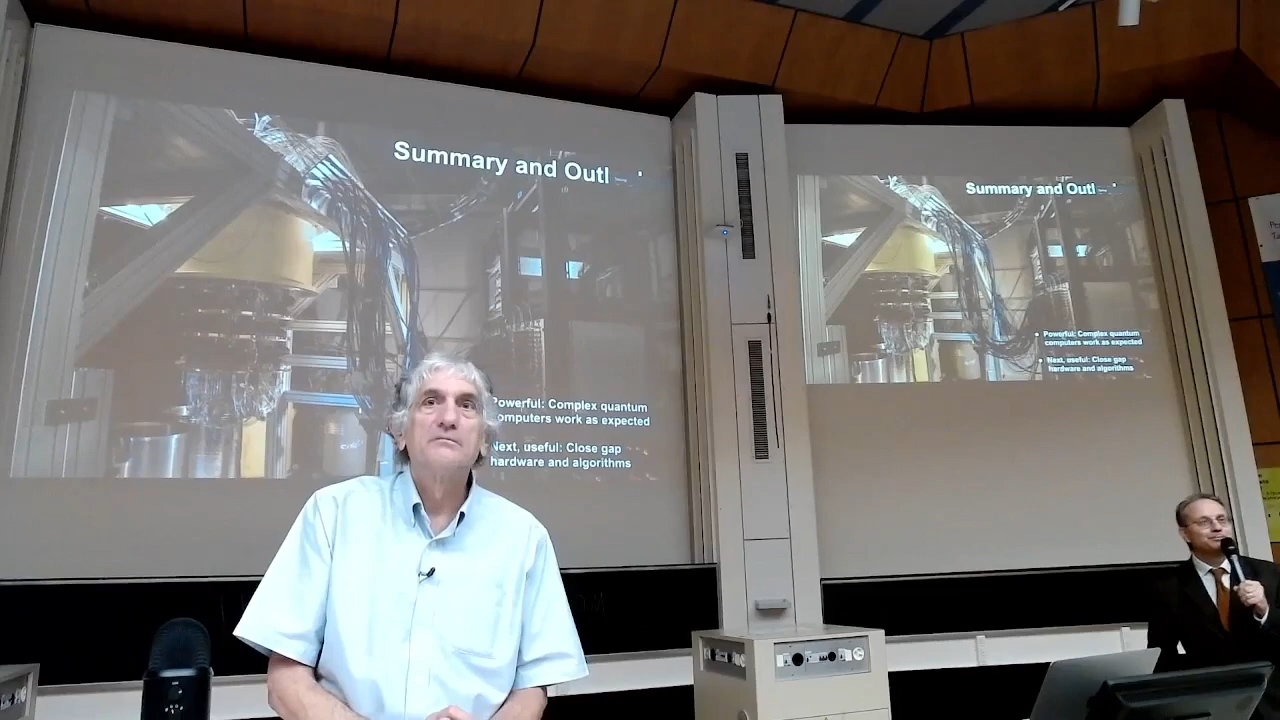 Summary and Outl
Powerful: Complex quantum
computers work as expected
Next, useful: Close gap
hardware and algorithms
Summary and Outl
Powerful: Complex quantum
computers work as expected
Next, useful: Close gap
hardware and algorithms